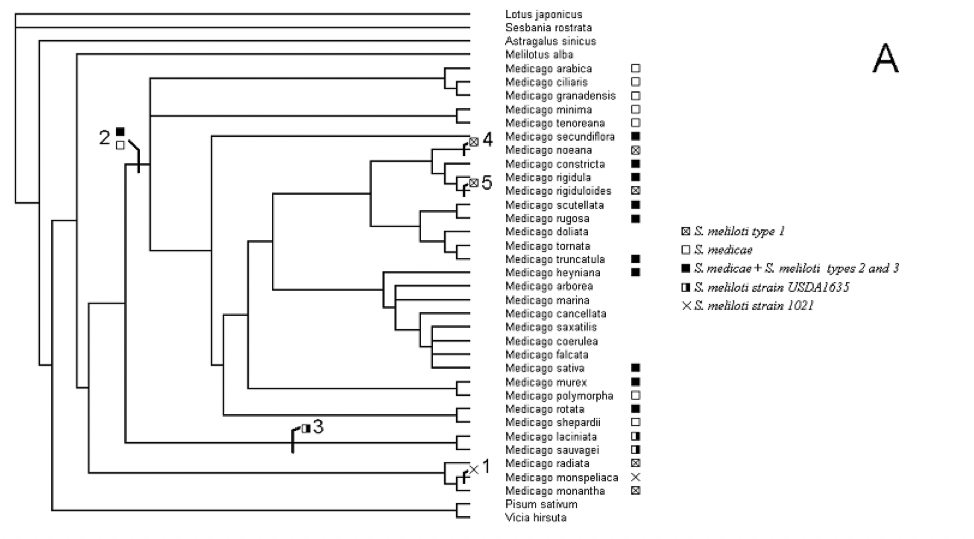 A
Lotus japonicus
Sesbania rostrata
Astragalus sinicus
Melilotus alba
Medicago arabica
Medicago ciliaris
Medicago granadensis
Medicago minima
Medicago tenoreana
2
Medicago secundiflora
4
Medicago noeana
Medicago constricta
Medicago rigidula
5
Medicago rigiduloides
Medicago scutellata
Medicago rugosa
Medicago doliata
Medicago tornata
Medicago truncatula
Medicago heyniana
Medicago arborea
Medicago marina
Medicago cancellata
Medicago saxatilis
Medicago coerulea
Medicago falcata
Medicago sativa
Medicago murex
Medicago polymorpha
Medicago rotata
Medicago shepardii
3
Medicago laciniata
Medicago sauvagei
Medicago radiata
1
Medicago monspeliaca
Medicago monantha
Pisum sativum
Vicia hirsuta
S. meliloti type 1
S. medicae
S. medicae + S. meliloti types 2 and 3
S. meliloti strain USDA1635
S. meliloti strain 1021